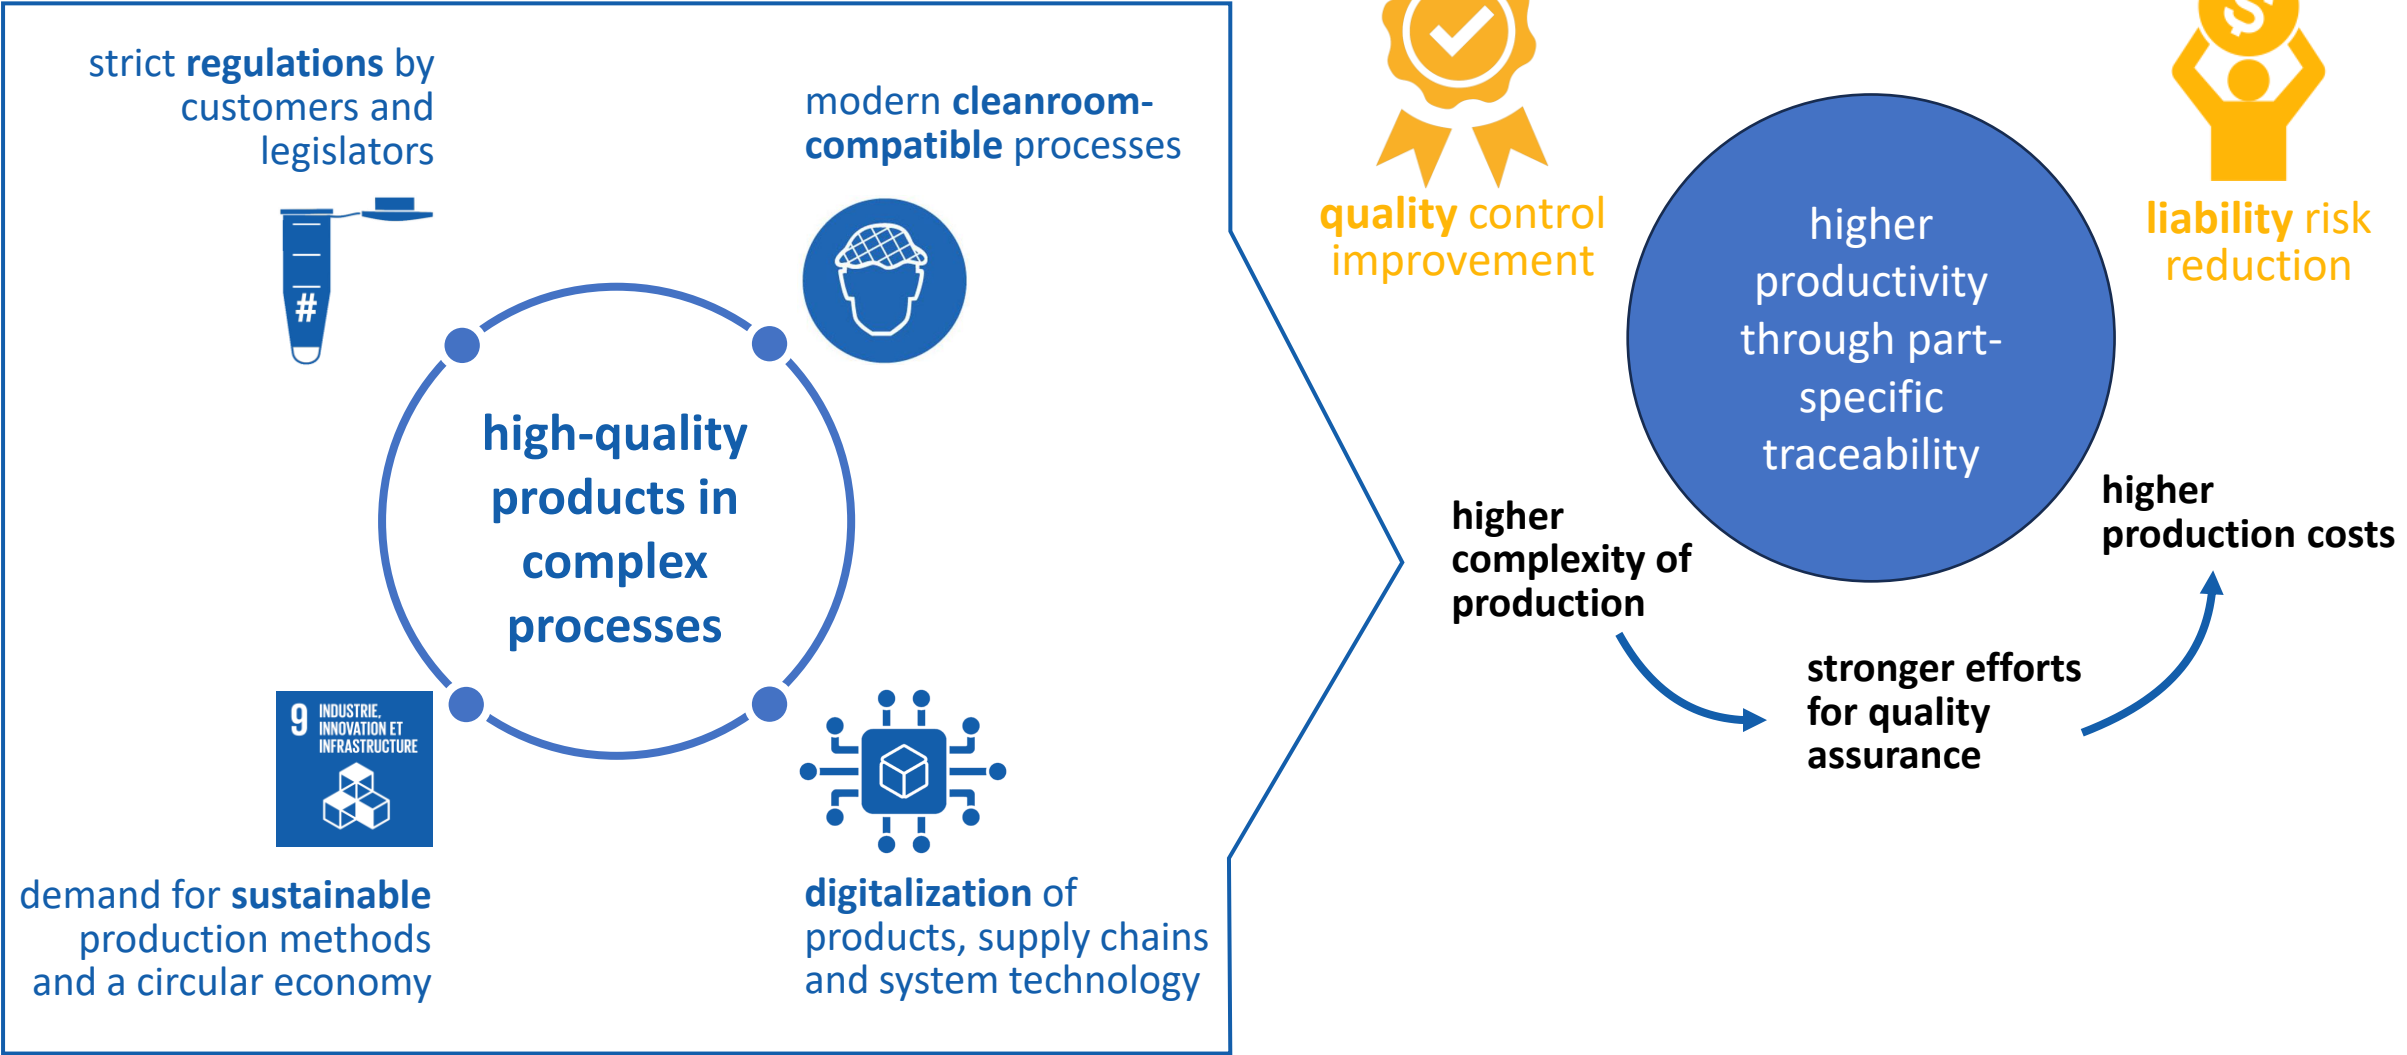 strict regulations by
customers and
legislators
#
modern cleanroom-
compatible processes
high-quality
products in
complex
processes
9 INDUSTRIE,
INNOVATION ET
INFRASTRUCTURE
demand for sustainable
production methods
and a circular economy
digitalization of
products, supply chains
and system technology
quality control
improvement
$
liability risk
reduction
higher
productivity
through part-
specific
traceability
higher
complexity of
production
stronger efforts
for quality
assurance
higher
production costs